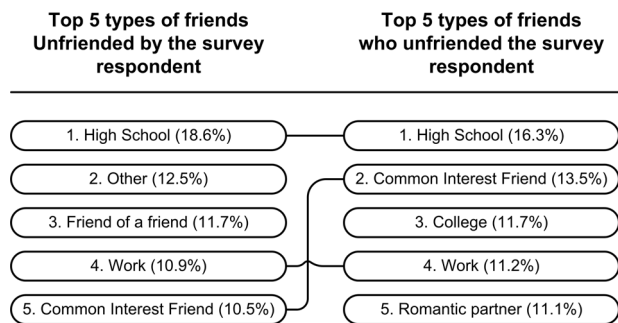 Top 5 types of friends
Unfriended by the survey
respondent
Top 5 types of friends
who unfriended the survey
respondent
1. High School (18.6%)
1. High School (16.3%)
2. Other (12.5%)
2. Common Interest Friend (13.5%)
3. Friend of a friend (11.7%)
3. College (11.7%)
4. Work (10.9%)
4. Work (11.2%)
5. Common Interest Friend (10.5%)
5. Romantic partner (11.1%)